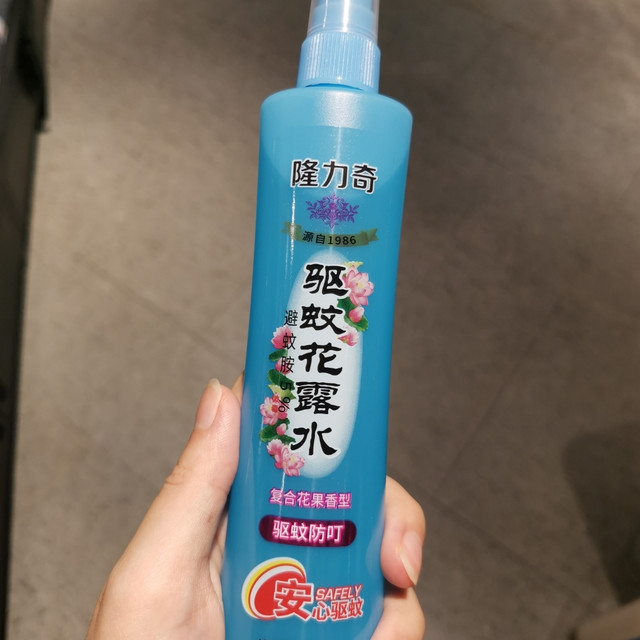 隆力奇
源自1986
驱蚊花露水
避蚊胺5%
复合花果香型
驱蚊防叮
安
SAFELY
心驱蚊